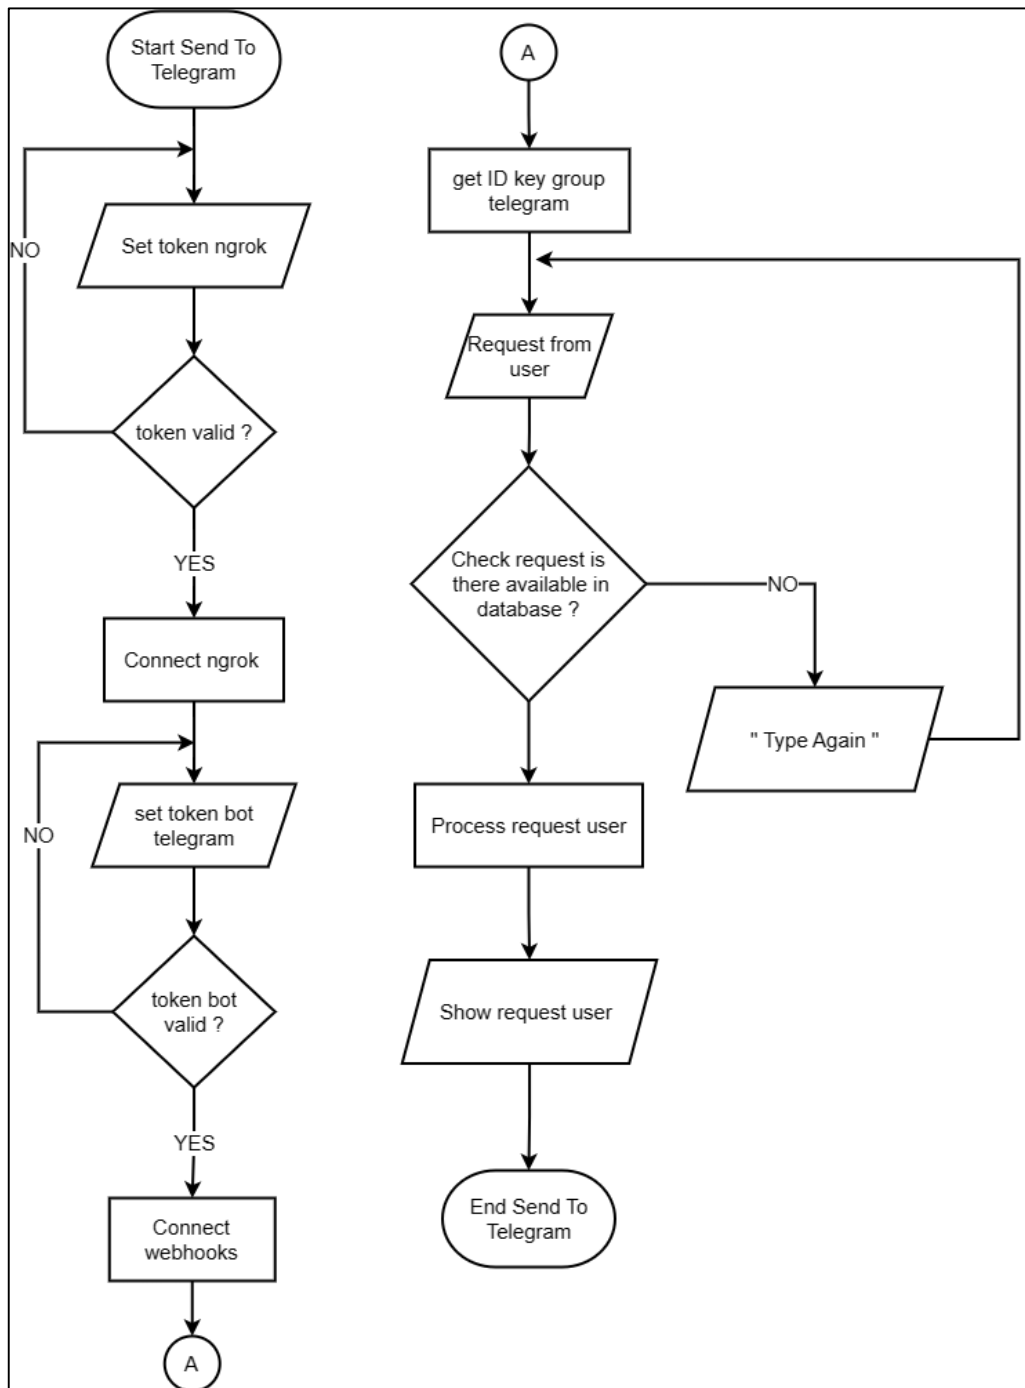 Start Send To
Telegram
NO
Set token ngrok
token valid ?
YES
Connect ngrok
NO
set token bot
telegram
token bot
valid ?
YES
Connect
webhooks
A
A
get ID key group
telegram
Request from
user
Check request is
there available in
database ?
NO
" Type Again "
Process request user
Show request user
End Send To
Telegram